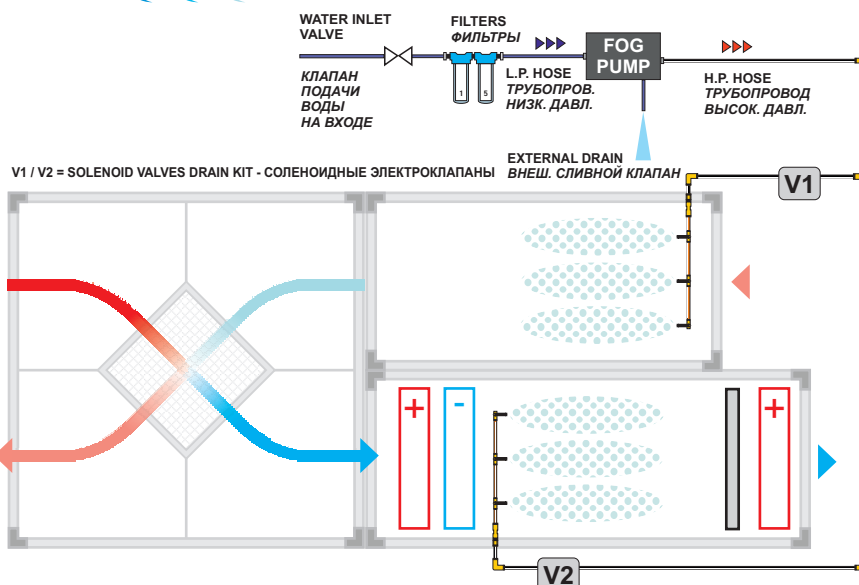 WATER INLET
VALVE
КЛАПАН
ПОДАЧИ
ВОДЫ
НА ВХОДЕ
FILTERS
ФИЛЬТРЫ
1
5
L.P. HOSE
ТРУБОПРОВ.
НИЗК. ДАВЛ.
FOG
PUMP
H.P. HOSE
ТРУБОПРОВОД
ВЫСОК. ДАВЛ.
EXTERNAL DRAIN
ВНЕШ. СЛИВНОЙ КЛАПАН
V1 / V2 = SOLENOID VALVES DRAIN KIT - СОЛЕНОИДНЫЕ ЭЛЕКТРОКЛАПАНЫ
V1
+
-
+
V2